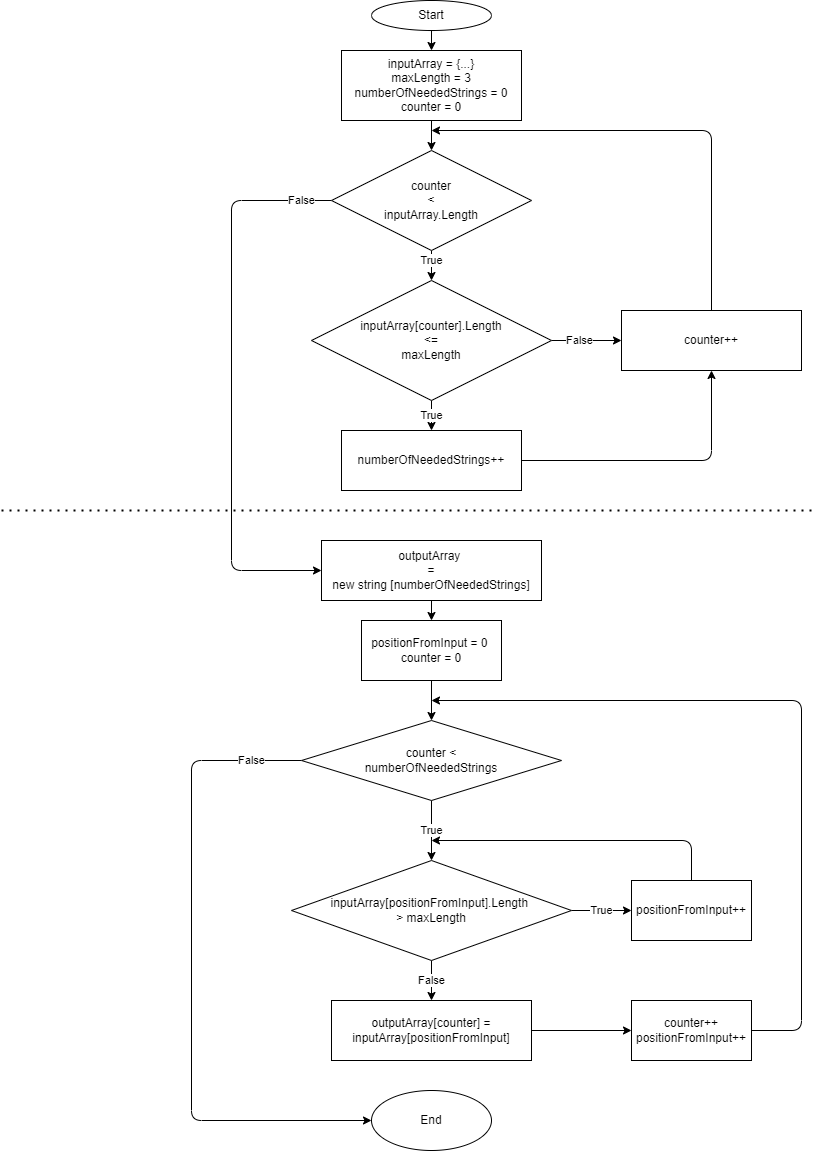 Start
inputArray = {...}
maxLength = 3
numberOfNeededStrings = 0
counter = 0
counter
<
inputArray.Length
False
True
inputArray[counter].Length
<=
maxLength
False
counter++
True
numberOfNeededStrings++
outputArray
=
new string [numberOfNeededStrings]
positionFromInput = 0
counter = 0
counter <
numberOfNeededStrings
False
True
inputArray[positionFromInput].Length
> maxLength
True
positionFromInput++
False
outputArray[counter] =
inputArray[positionFromInput]
counter++
positionFromInput++
End